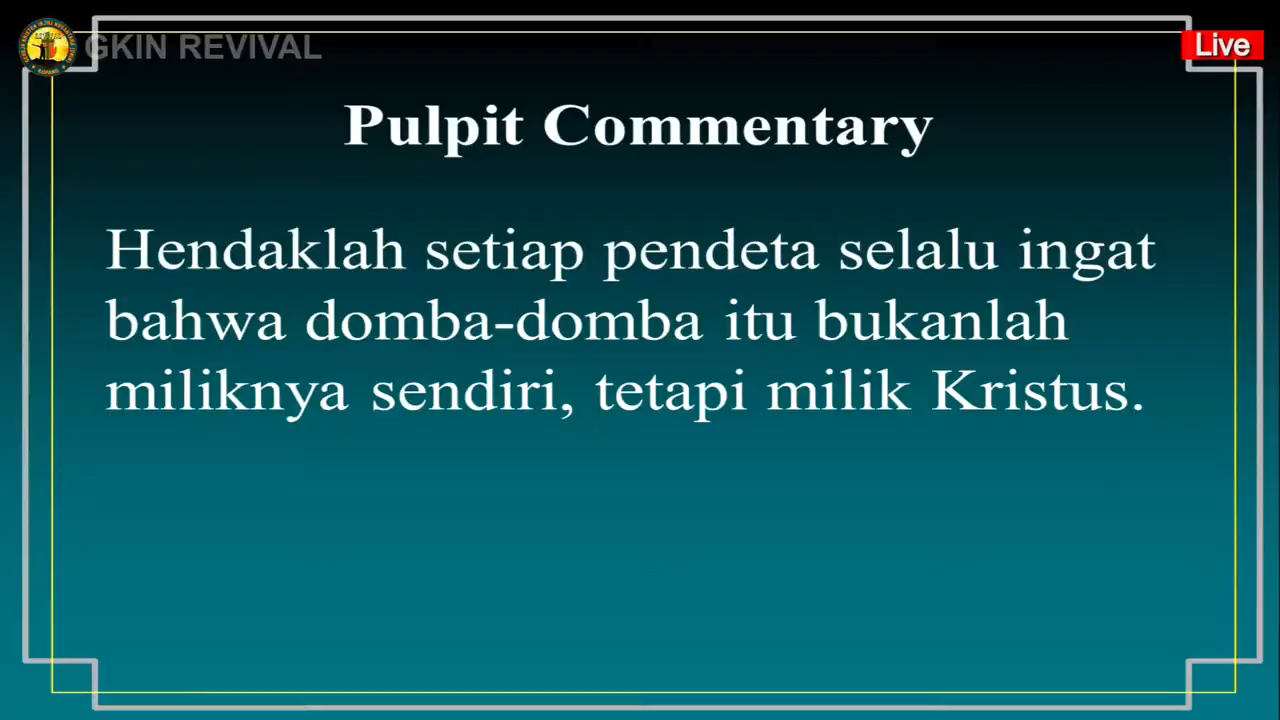 GKIN REVIVAL
Live
Pulpit Commentary
Hendaklah setiap pendeta selalu ingat
bahwa domba-domba itu bukanlah
miliknya sendiri, tetapi milik Kristus.